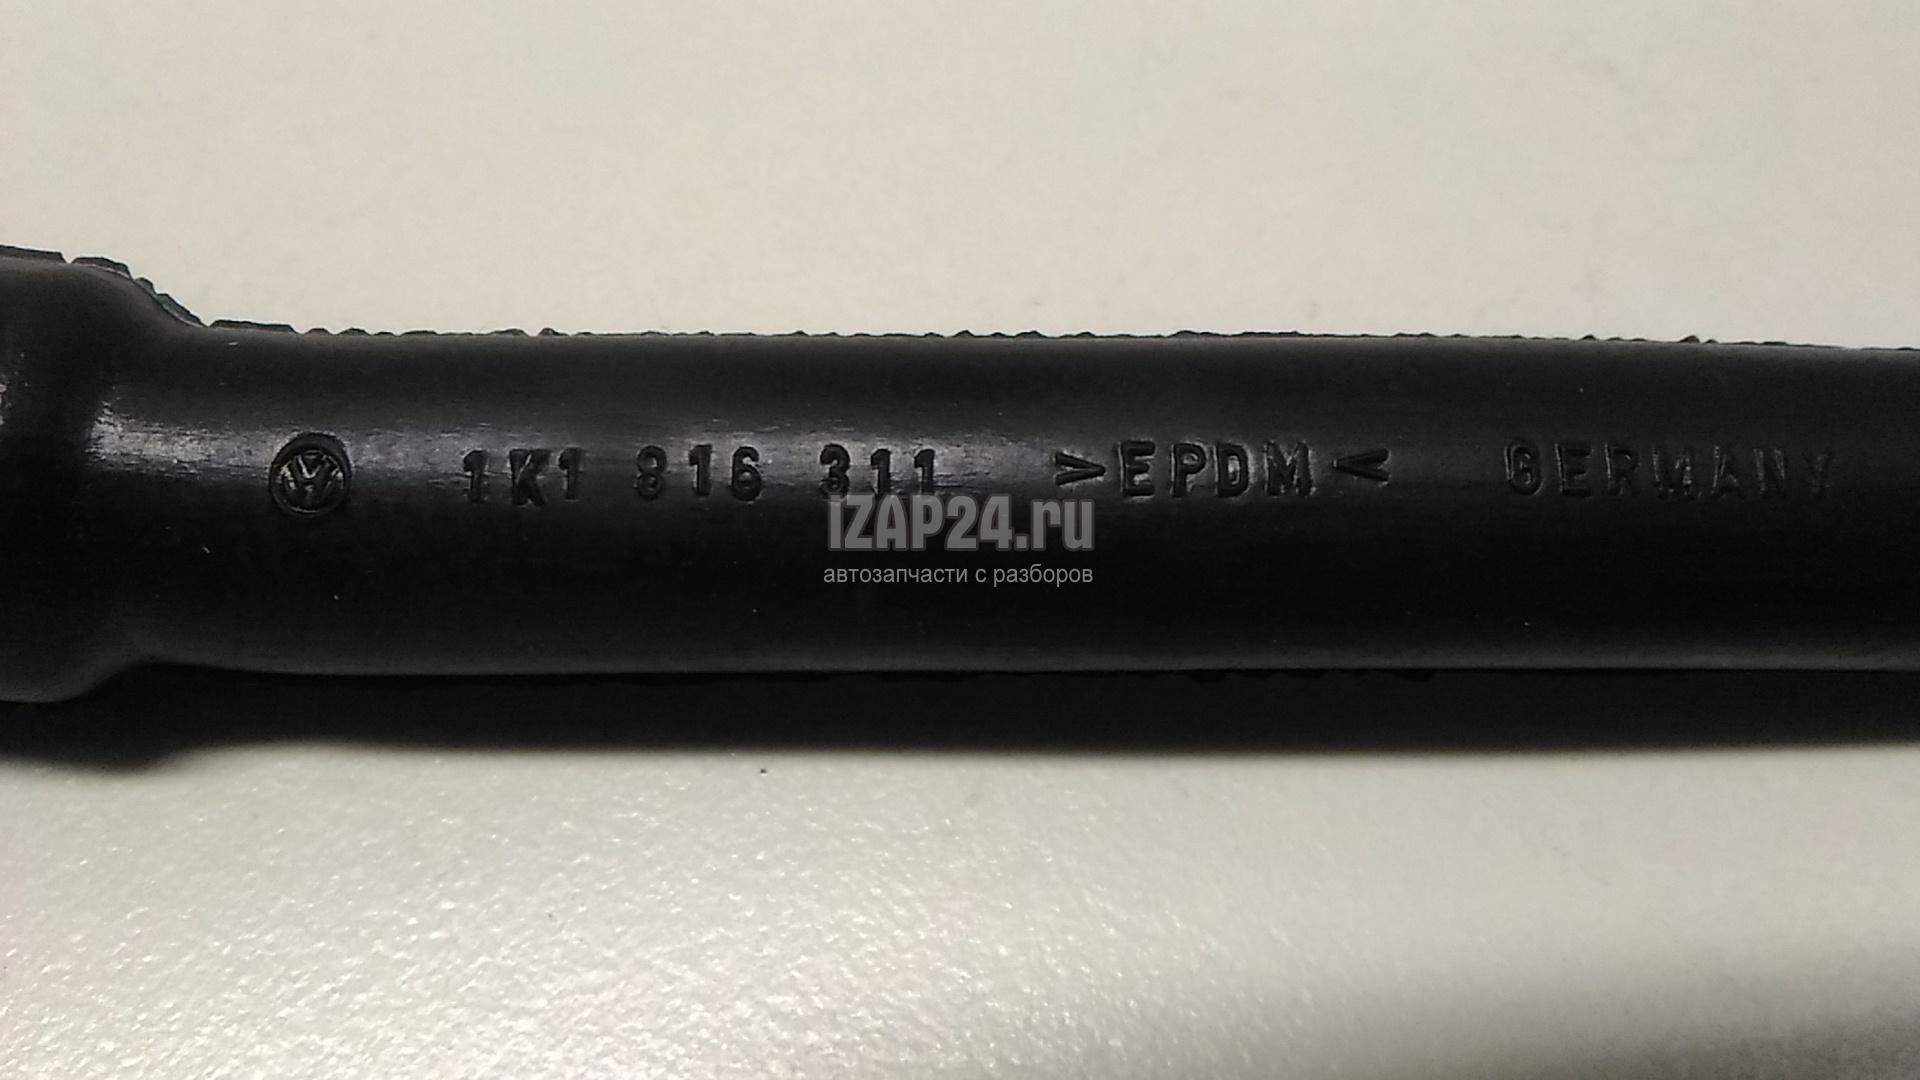 1K1 816 311 >EPDM< GERMANY
iZAP24.ru
автозапчасти с разборов